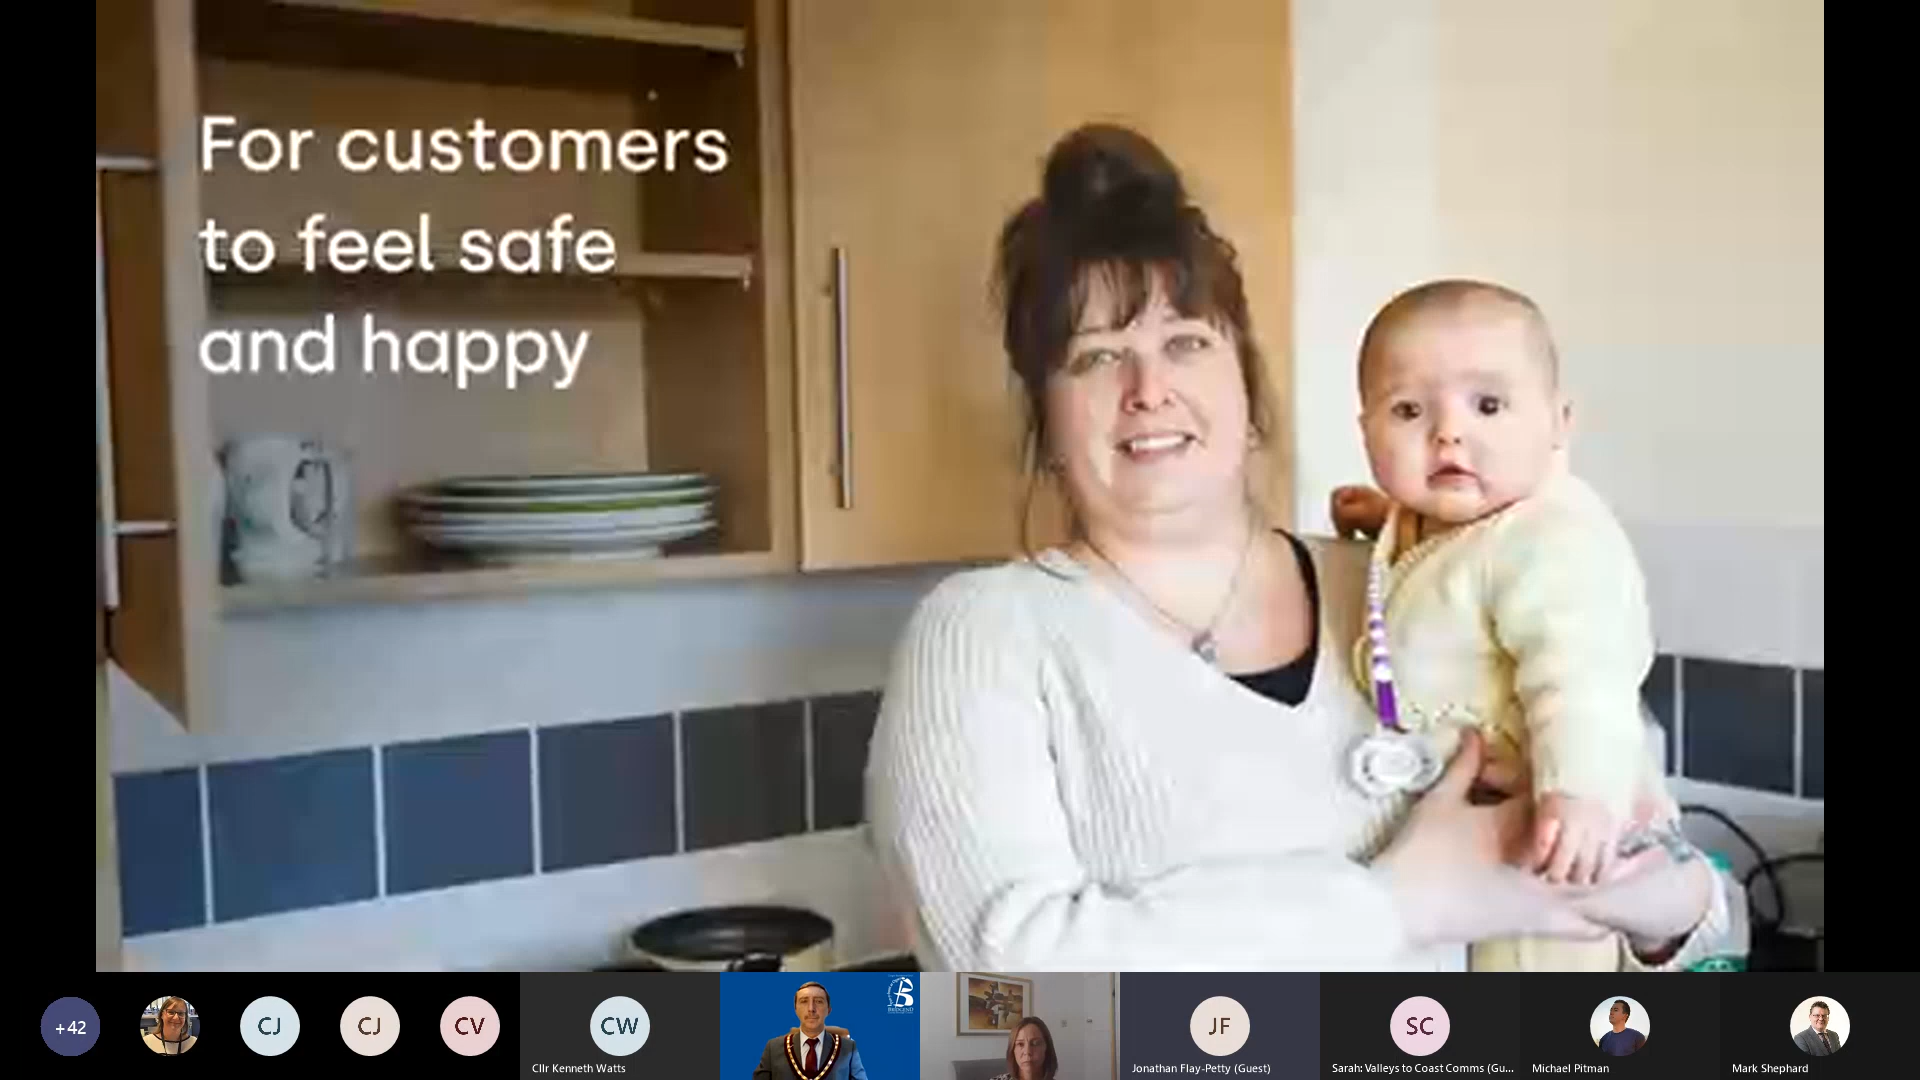 For customers
to feel safe
and happy
+42
CJ
CJ
CV
CW
Cllr Kenneth Watts
BRIDGEND
JF
Jonathan Flay-Petty (Guest)
SC
Sarah: Valleys to Coast Comms (Gu...
Michael Pitman
Mark Shephard